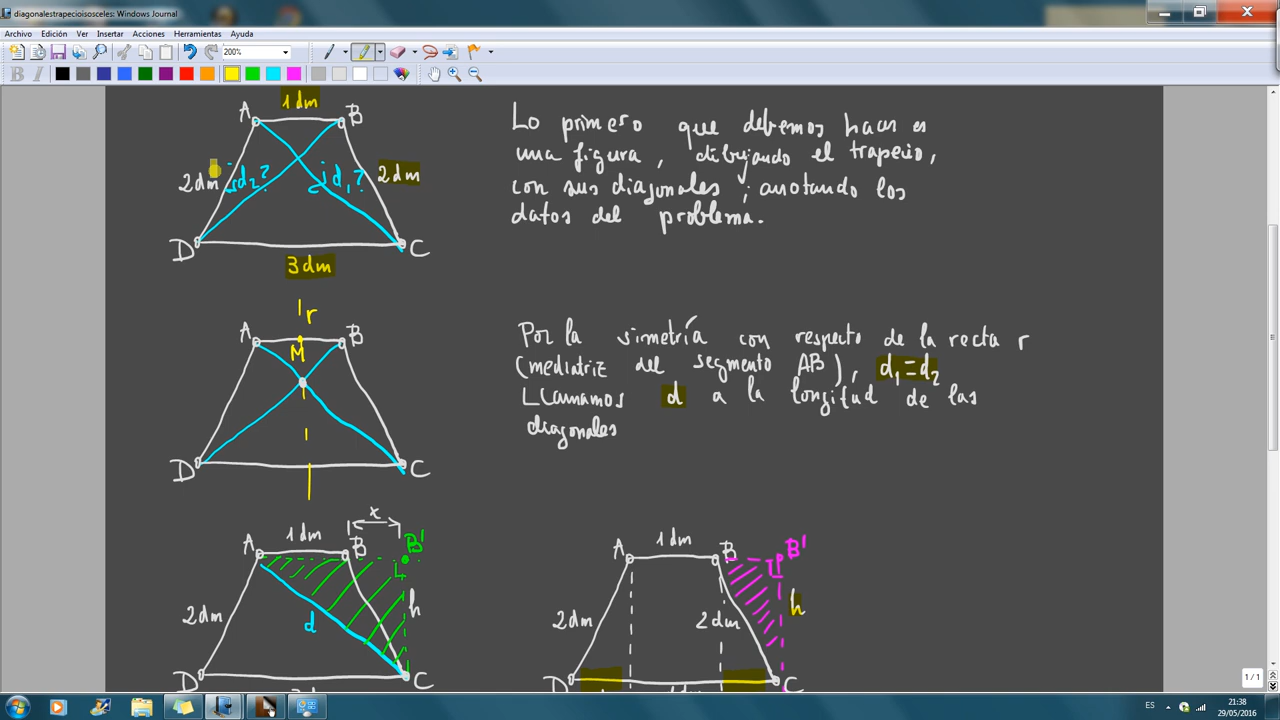 diagonalestrapecioisosceles - Windows Journal
Archivo Edición Ver Insertar Acciones Herramientas Ayuda
200%
1 dm
A B
2dm ¿d2? ¿d1? 2dm
D C
3 dm
Lo primero que debemos hacer es
una figura, dibujando el trapecio,
con sus diagonales y anotando los
datos del problema.
r
A B
M
D C
Por la simetría con respecto de la recta r
(mediatriz del segmento AB), d1=d2
LLamamos d a la longitud de las
diagonales
x
A 1 dm B B'
2dm d h
D C
A 1 dm B B'
2dm 2dm h
D C
1 / 1
ES 21:38
29/05/2016